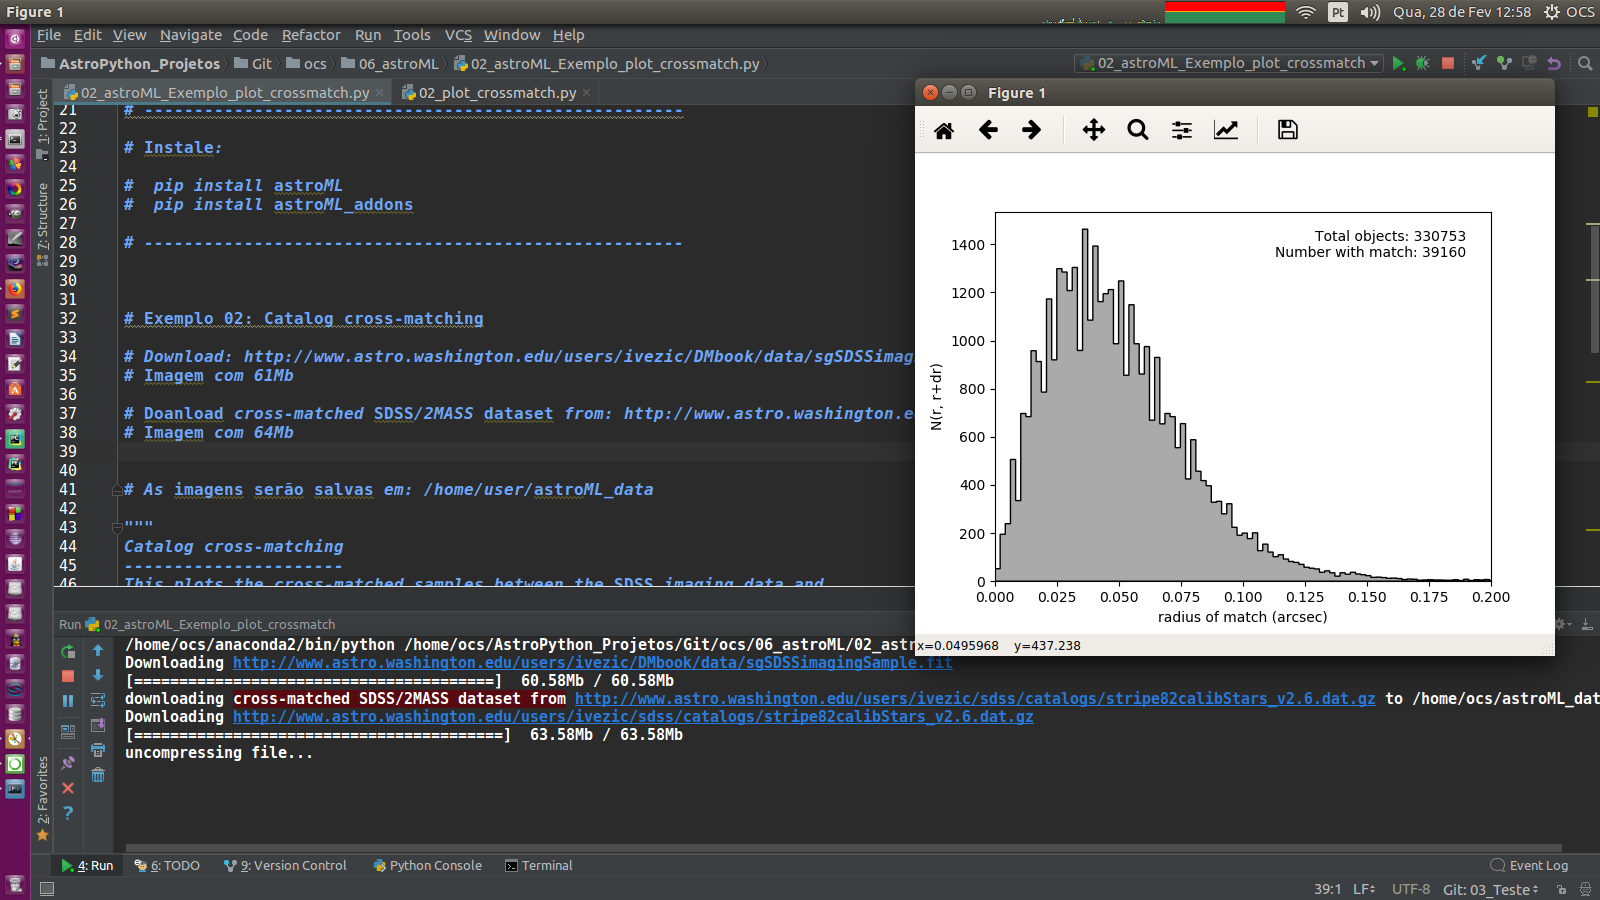 Figure 1
Pt
Qua, 28 de Fev 12:58
OCS
File Edit View Navigate Code Refactor Run Tools VCS Window Help
AstroPython_Projetos Git ocs 06_astroML 02_astroML_Exemplo_plot_crossmatch.py
02_astroML_Exemplo_plot_crossmatch
02_astroML_Exemplo_plot_crossmatch.py
02_plot_crossmatch.py
1: Project
7: Structure
2: Favorites
21 # ------------------------------------------------------
22
23 # Instale:
24
25 #  pip install astroML
26 #  pip install astroML_addons
27
28 # ------------------------------------------------------
29
30
31
32 # Exemplo 02: Catalog cross-matching
33
34 # Download: http://www.astro.washington.edu/users/ivezic/DMbook/data/sgSDSSimag
35 # Imagem com 61Mb
36
37 # Doanload cross-matched SDSS/2MASS dataset from: http://www.astro.washington.e
38 # Imagem com 64Mb
39
40
41 # As imagens serão salvas em: /home/user/astroML_data
42
43 """
44 Catalog cross-matching
45 ----------------------
46 This plots the cross-matched samples between the SDSS imaging data and
Figure 1
Total objects: 330753
Number with match: 39160
N(r, r+dr)
1400
1200
1000
800
600
400
200
0
0.000 0.025 0.050 0.075 0.100 0.125 0.150 0.175 0.200
radius of match (arcsec)
x=0.0495968 y=437.238
Run 02_astroML_Exemplo_plot_crossmatch
/home/ocs/anaconda2/bin/python /home/ocs/AstroPython_Projetos/Git/ocs/06_astroML/02_astr
Downloading http://www.astro.washington.edu/users/ivezic/DMbook/data/sgSDSSimagingSample.fit
[========================================]  60.58Mb / 60.58Mb
downloading cross-matched SDSS/2MASS dataset from http://www.astro.washington.edu/users/ivezic/sdss/catalogs/stripe82calibStars_v2.6.dat.gz to /home/ocs/astroML_dat
Downloading http://www.astro.washington.edu/users/ivezic/sdss/catalogs/stripe82calibStars_v2.6.dat.gz
[=========================================]  63.58Mb / 63.58Mb
uncompressing file...
4: Run 6: TODO 9: Version Control Python Console Terminal Event Log
39:1 LF UTF-8 Git: 03_Teste